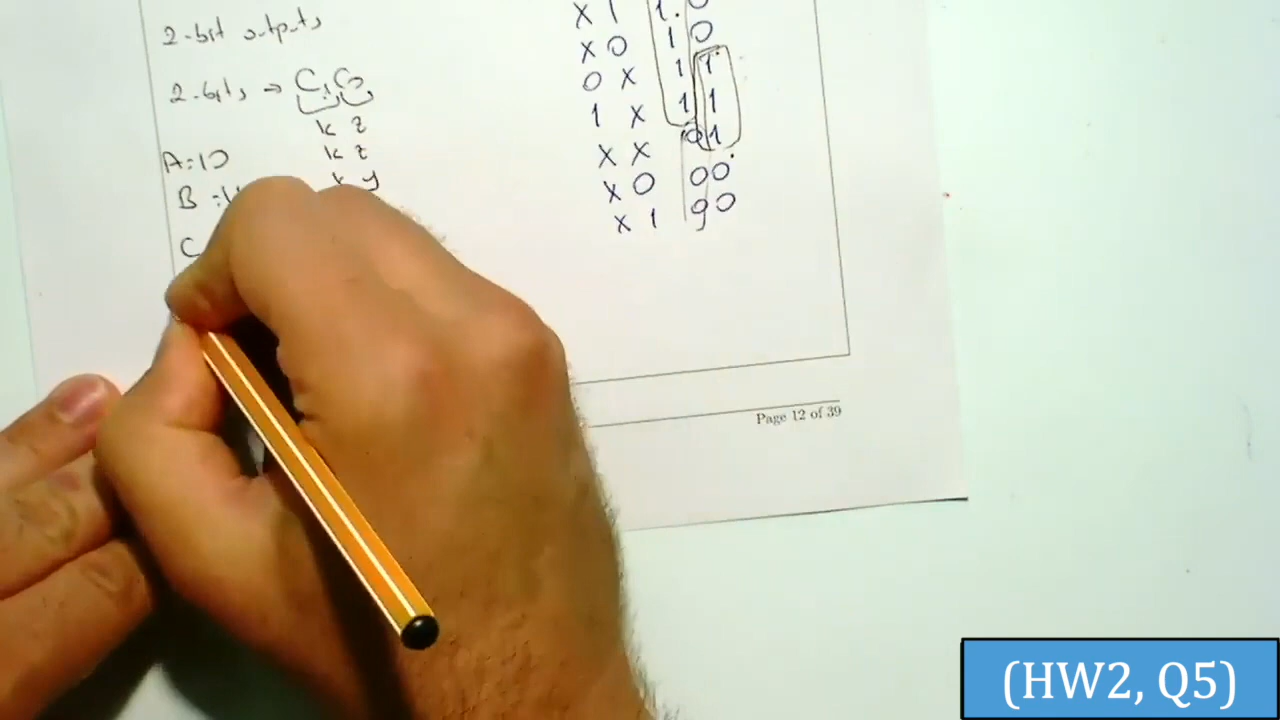 2-bit outputs
2-bits → C1C0
k z
A:10 k z
B :11 x y
C
x 1 1 0
x 0 1 0
0 x 1 1
1 x 1 1
x x 0 1
x 0 0 0
x 1 0 0
Page 12 of 39
(HW2, Q5)